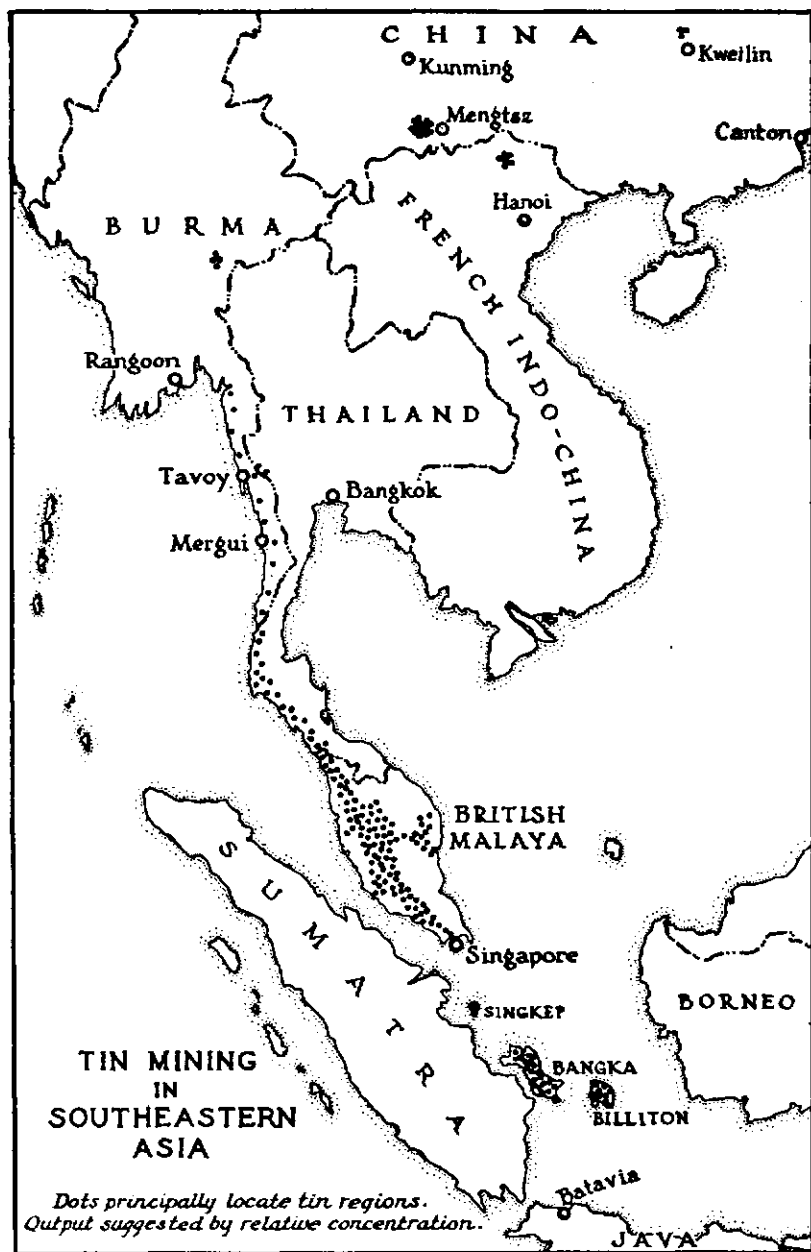 CHINA
Kunming
Kweilin
Mengtsz
Canton
Hanoi
BURMA
FRENCH INDO-CHINA
Rangoon
THAILAND
Tavoy
Bangkok
Mergui
BRITISH
MALAYA
SUMATRA
Singapore
SINGKEP
BORNEO
BANGKA
BILLITON
TIN MINING
IN
SOUTHEASTERN
ASIA
Batavia
Dots principally locate tin regions.
Output suggested by relative concentration.
JAVA